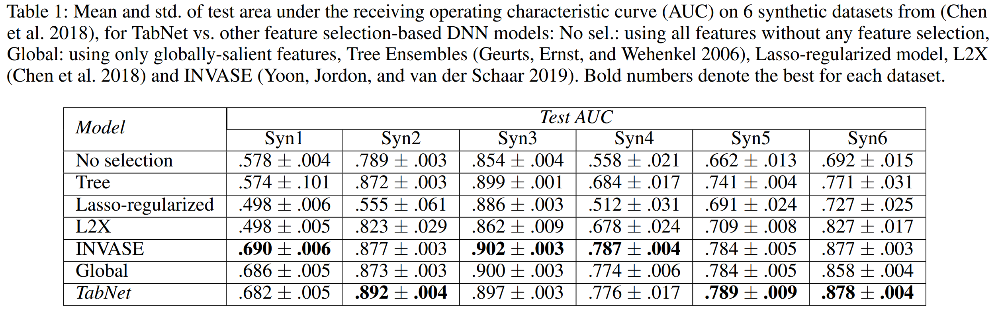 Table 1: Mean and std. of test area under the receiving operating characteristic curve (AUC) on 6 synthetic datasets from (Chen
et al. 2018), for TabNet vs. other feature selection-based DNN models: No sel.: using all features without any feature selection,
Global: using only globally-salient features, Tree Ensembles (Geurts, Ernst, and Wehenkel 2006), Lasso-regularized model, L2X
(Chen et al. 2018) and INVASE (Yoon, Jordon, and van der Schaar 2019). Bold numbers denote the best for each dataset.
Model Test AUC
Syn1 Syn2 Syn3 Syn4 Syn5 Syn6
No selection .578 ± .004 .789 ± .003 .854 ± .004 .558 ± .021 .662 ± .013 .692 ± .015
Tree .574 ± .101 .872 ± .003 .899 ± .001 .684 ± .017 .741 ± .004 .771 ± .031
Lasso-regularized .498 ± .006 .555 ± .061 .886 ± .003 .512 ± .031 .691 ± .024 .727 ± .025
L2X .498 ± .005 .823 ± .029 .862 ± .009 .678 ± .024 .709 ± .008 .827 ± .017
INVASE .690 ± .006 .877 ± .003 .902 ± .003 .787 ± .004 .784 ± .005 .877 ± .003
Global .686 ± .005 .873 ± .003 .900 ± .003 .774 ± .006 .784 ± .005 .858 ± .004
TabNet .682 ± .005 .892 ± .004 .897 ± .003 .776 ± .017 .789 ± .009 .878 ± .004